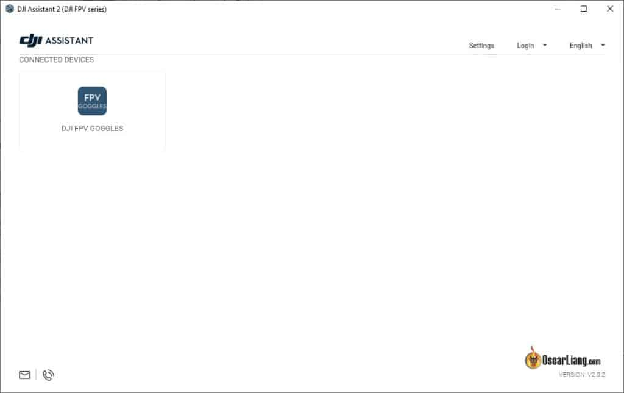 DJI Assistant 2 (DJI FPV series)
dji ASSISTANT
Settings Login English
CONNECTED DEVICES
FPV
GOGGLES
DJI FPV GOGGLES
OscarLiang.com
VERSION: V2.0.2